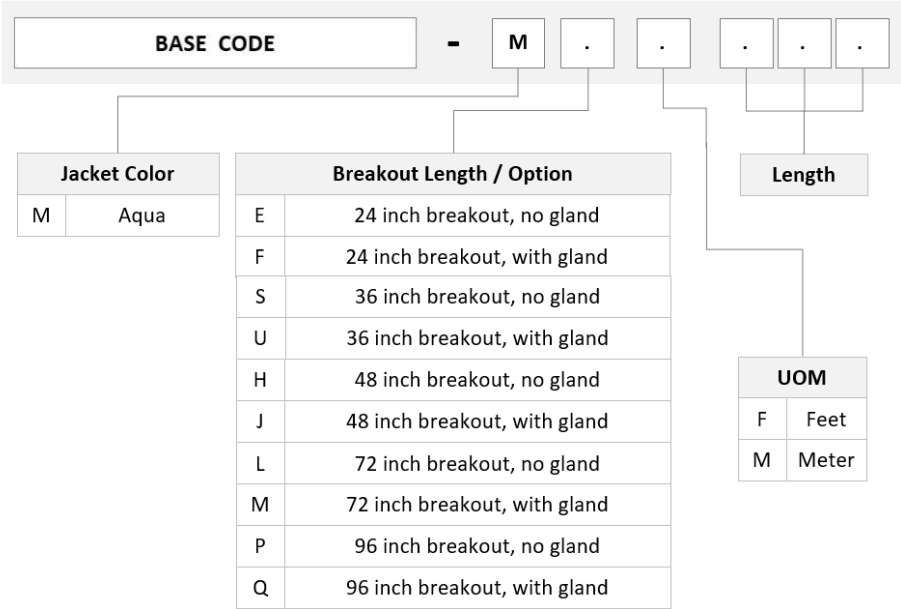 BASE CODE - M . . . . .
Jacket Color
M Aqua
Breakout Length / Option
E 24 inch breakout, no gland
F 24 inch breakout, with gland
S 36 inch breakout, no gland
U 36 inch breakout, with gland
H 48 inch breakout, no gland
J 48 inch breakout, with gland
L 72 inch breakout, no gland
M 72 inch breakout, with gland
P 96 inch breakout, no gland
Q 96 inch breakout, with gland
Length
UOM
F Feet
M Meter